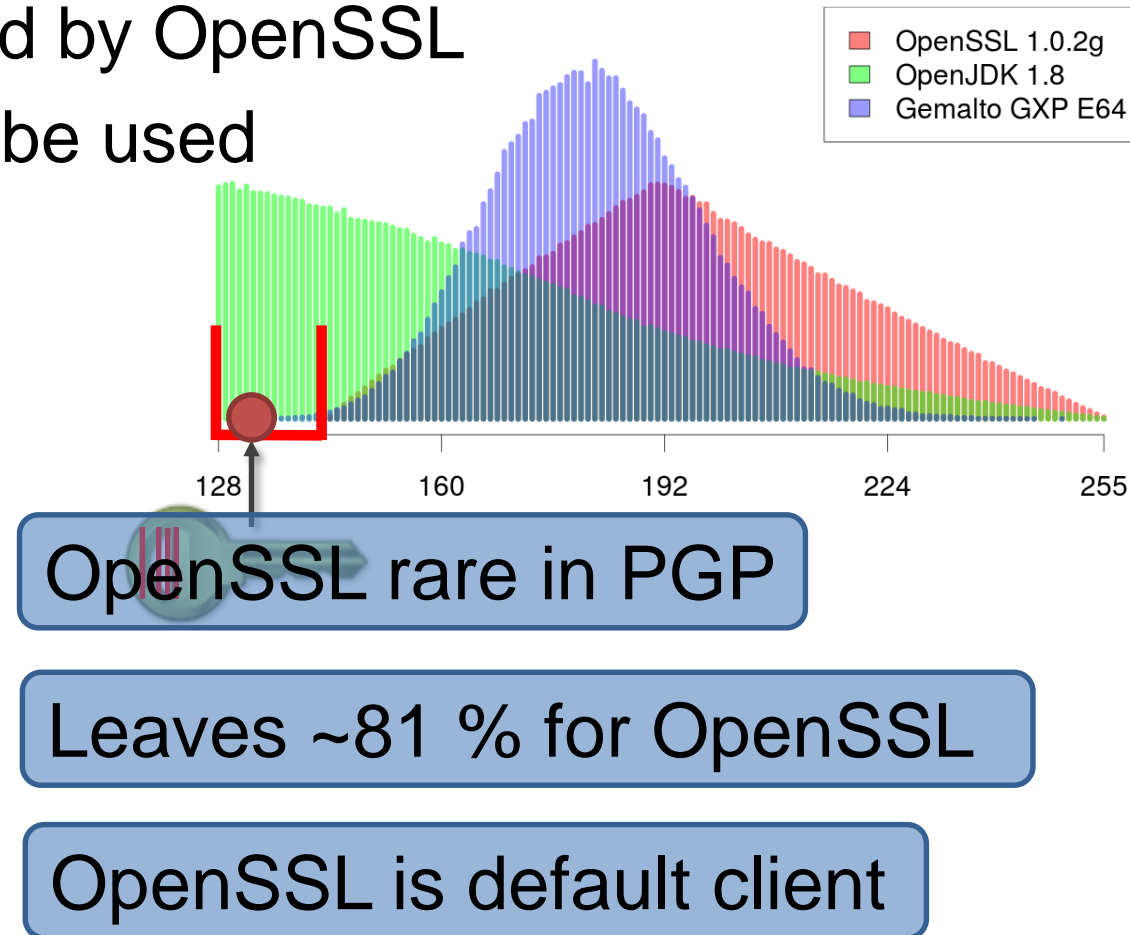 d by OpenSSL
be used
OpenSSL 1.0.2g
OpenJDK 1.8
Gemalto GXP E64
128 160 192 224 255
OpenSSL rare in PGP
Leaves ~81 % for OpenSSL
OpenSSL is default client